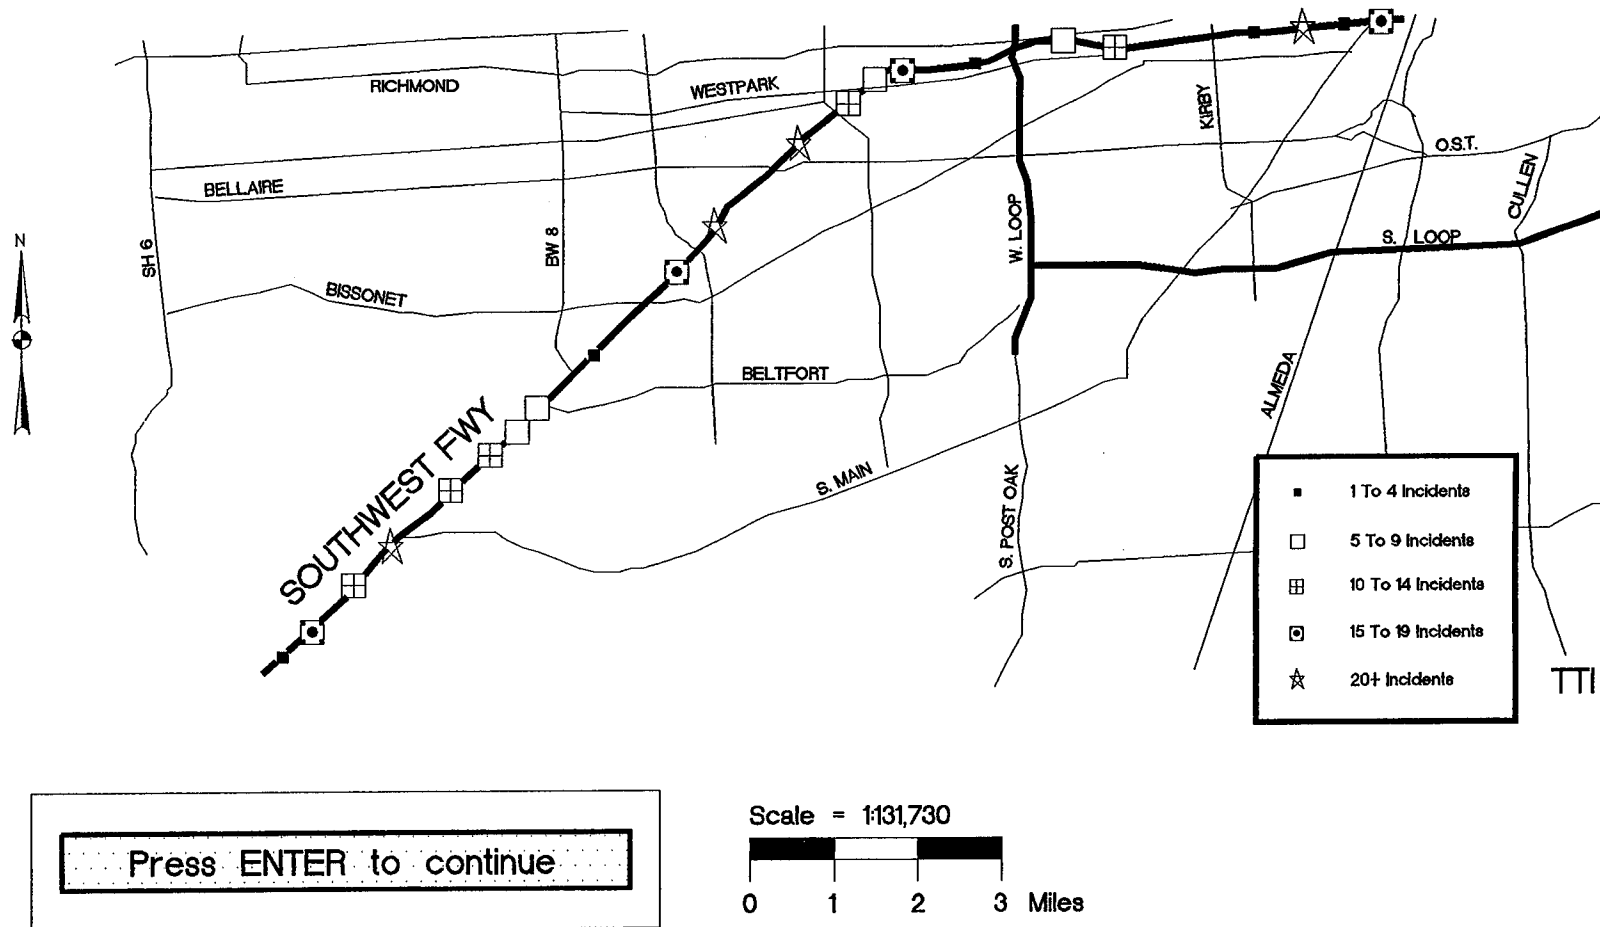 RICHMOND
WESTPARK
KIRBY
O.S.T.
BELLAIRE
CULLEN
SH 6
BW 8
W. LOOP
S. LOOP
N
BISSONET
BELTFORT
ALMEDA
SOUTHWEST FWY
S. MAIN
S. POST OAK
1 To 4 Incidents
5 To 9 Incidents
10 To 14 Incidents
15 To 19 Incidents
20+ Incidents
TTI
Scale = 1:131,730
Press ENTER to continue
0 1 2 3 Miles